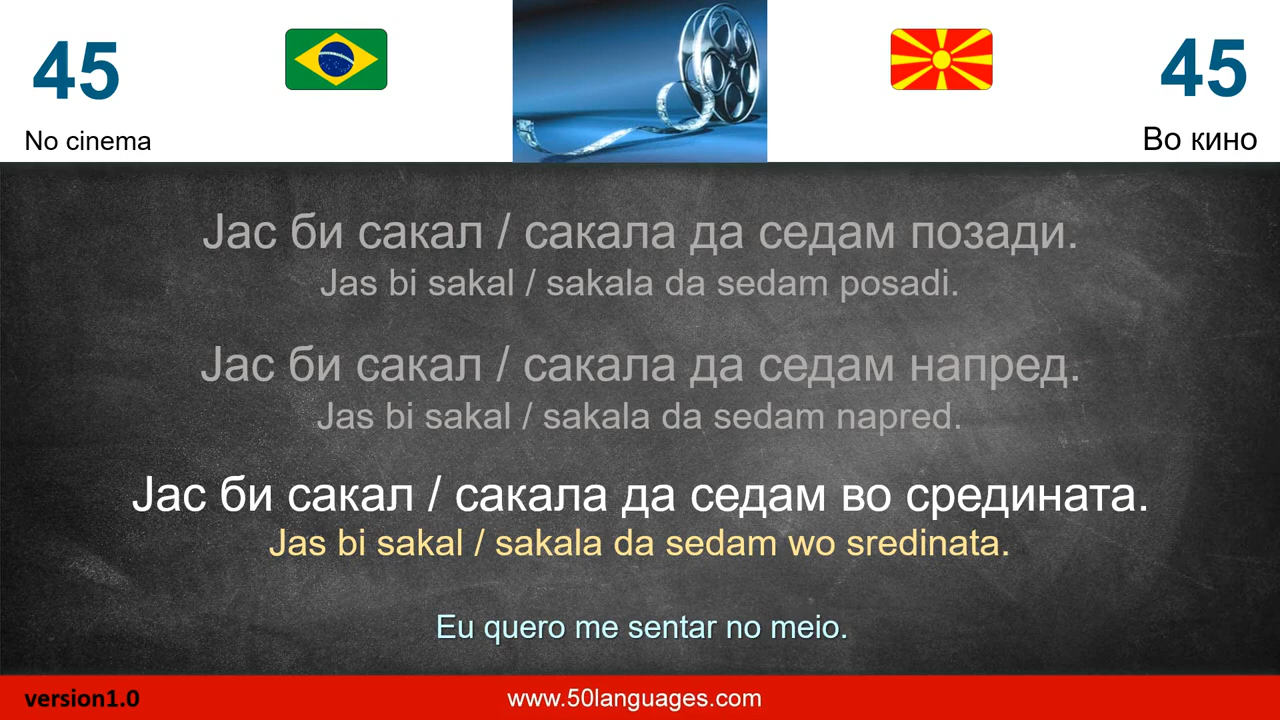 45
45
No cinema
Во кино
Јас би сакал / сакала да седам позади.
Jas bi sakal / sakala da sedam posadi.
Јас би сакал / сакала да седам напред.
Jas bi sakal / sakala da sedam napred.
Јас би сакал / сакала да седам во средината.
Jas bi sakal / sakala da sedam wo sredinata.
Eu quero me sentar no meio.
version1.0
www.50languages.com